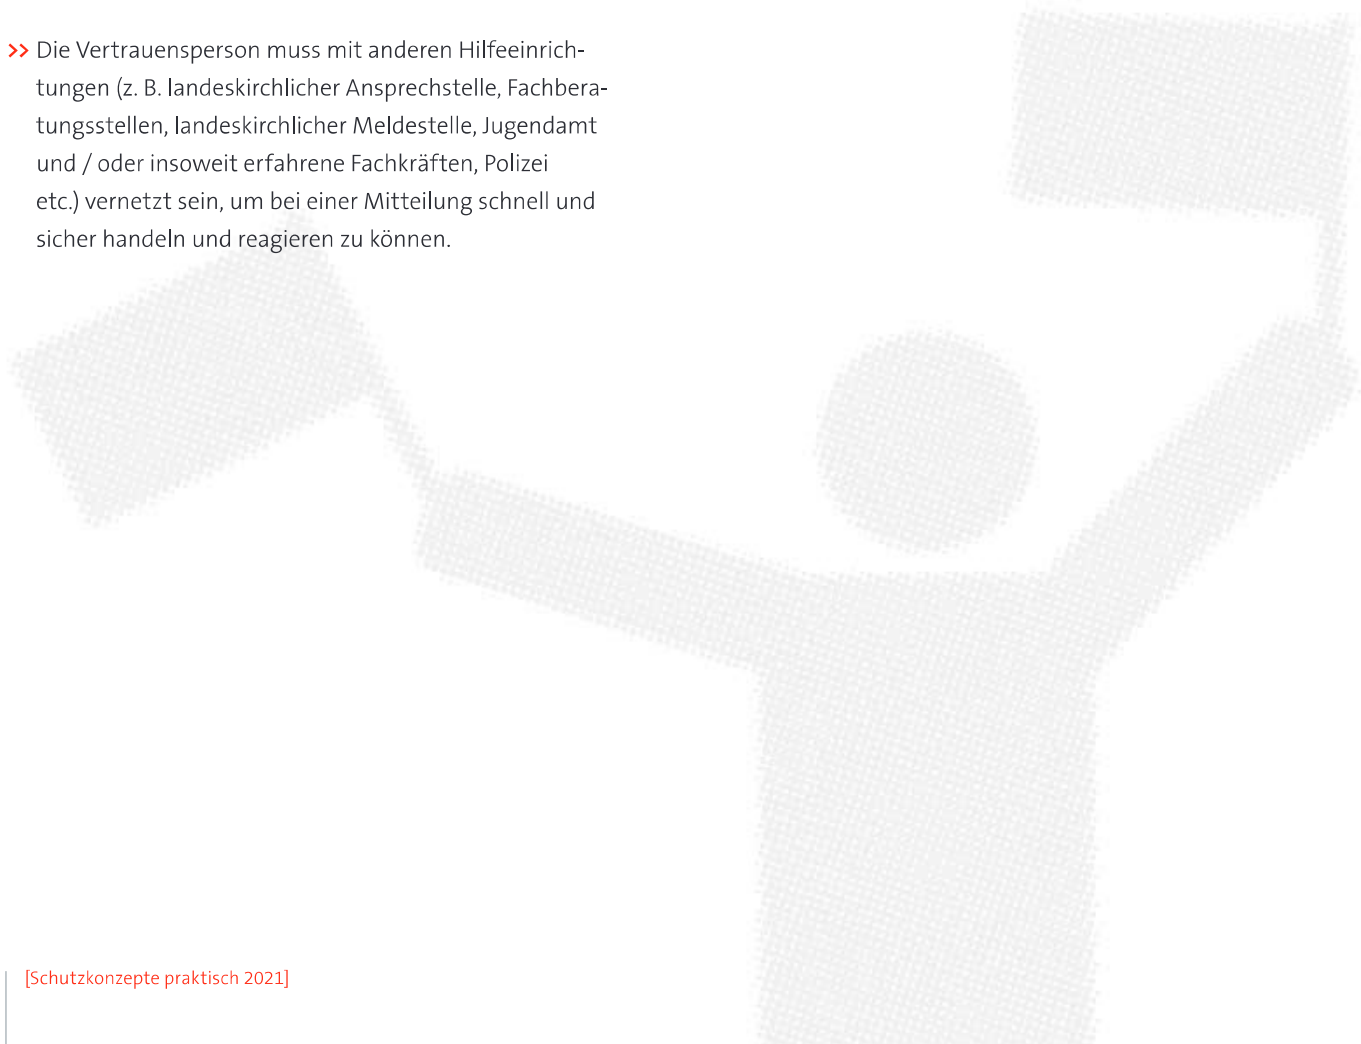 >> Die Vertrauensperson muss mit anderen Hilfeeinrich-
tungen (z. B. landeskirchlicher Ansprechstelle, Fachbera-
tungsstellen, landeskirchlicher Meldestelle, Jugendamt
und / oder insoweit erfahrene Fachkräften, Polizei
etc.) vernetzt sein, um bei einer Mitteilung schnell und
sicher handeln und reagieren zu können.
[Schutzkonzepte praktisch 2021]